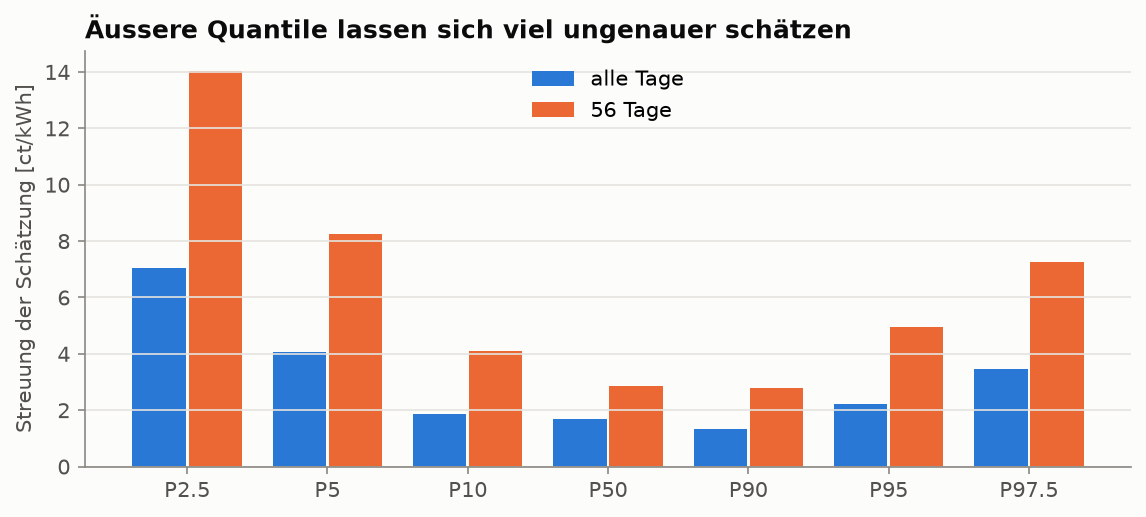 Äussere Quantile lassen sich viel ungenauer schätzen
Streuung der Schätzung [ct/kWh]
14
12
10
8
6
4
2
0
alle Tage
56 Tage
P2.5 P5 P10 P50 P90 P95 P97.5